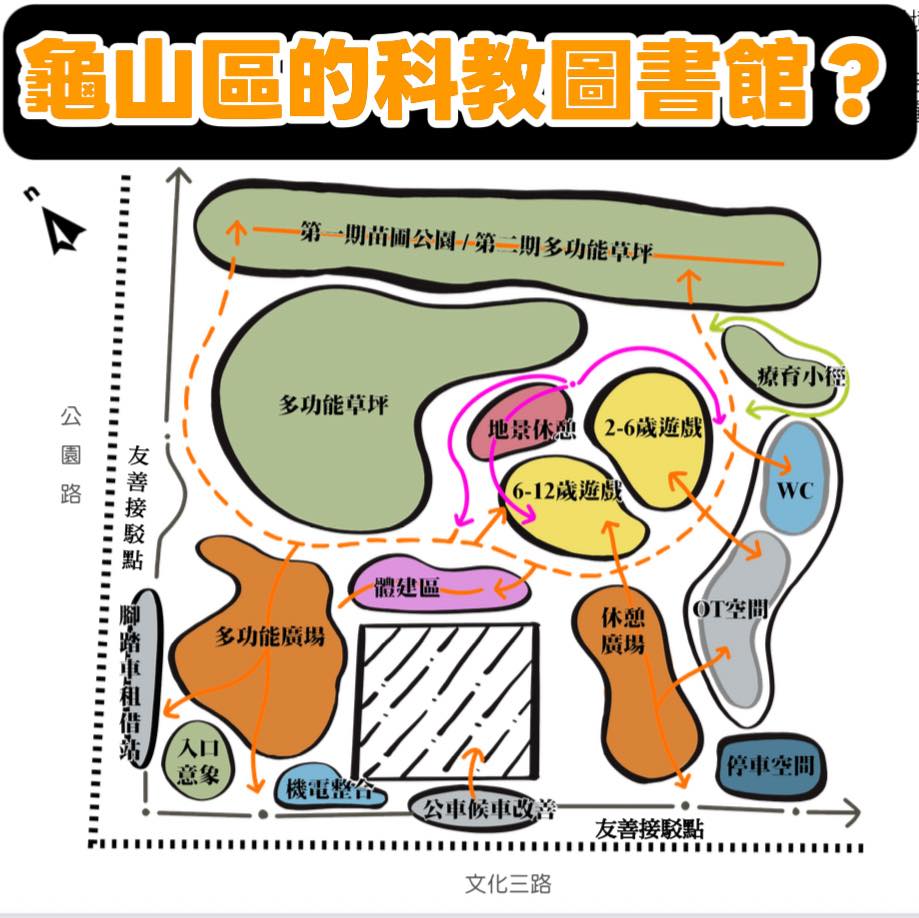 龜山區的科教圖書館？
n
第一期苗圃公園 / 第二期多功能草坪
療育小徑
多功能草坪
地景休憩
2-6歲遊戲
6-12歲遊戲
WC
公園路
友善接駁點
體建區
OT空間
腳踏車租借站
多功能廣場
休憩
廣場
入口
意象
機電整合
停車空間
公車候車改善
友善接駁點
文化三路